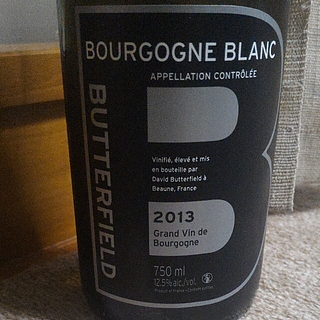 BOURGOGNE BLANC
APPELLATION CONTRÔLÉE
BUTTERFIELD
Vinifié, élevé et mis
en bouteille par
David Butterfield à
Beaune, France
2013
Grand Vin de
Bourgogne
750 ml
12.5% alc./vol.